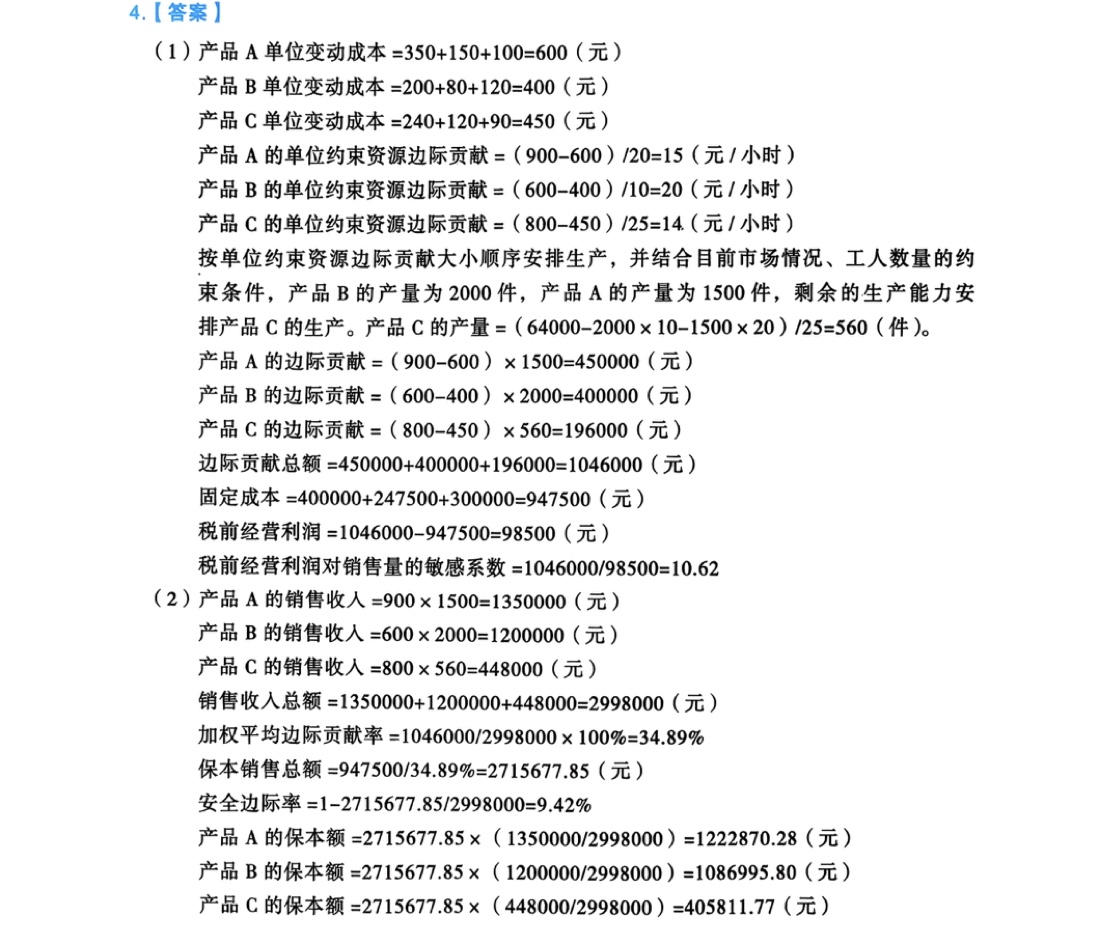 4.【答案】
（1）产品 A 单位变动成本 =350+150+100=600（元）
产品 B 单位变动成本 =200+80+120=400（元）
产品 C 单位变动成本 =240+120+90=450（元）
产品 A 的单位约束资源边际贡献 =（900-600）/20=15（元 / 小时）
产品 B 的单位约束资源边际贡献 =（600-400）/10=20（元 / 小时）
产品 C 的单位约束资源边际贡献 =（800-450）/25=14（元 / 小时）
按单位约束资源边际贡献大小顺序安排生产，并结合目前市场情况、工人数量的约
束条件，产品 B 的产量为 2000 件，产品 A 的产量为 1500 件，剩余的生产能力安
排产品 C 的生产。产品 C 的产量 =（64000-2000×10-1500×20）/25=560（件）。
产品 A 的边际贡献 =（900-600）×1500=450000（元）
产品 B 的边际贡献 =（600-400）×2000=400000（元）
产品 C 的边际贡献 =（800-450）×560=196000（元）
边际贡献总额 =450000+400000+196000=1046000（元）
固定成本 =400000+247500+300000=947500（元）
税前经营利润 =1046000-947500=98500（元）
税前经营利润对销售量的敏感系数 =1046000/98500=10.62
（2）产品 A 的销售收入 =900×1500=1350000（元）
产品 B 的销售收入 =600×2000=1200000（元）
产品 C 的销售收入 =800×560=448000（元）
销售收入总额 =1350000+1200000+448000=2998000（元）
加权平均边际贡献率 =1046000/2998000×100%=34.89%
保本销售总额 =947500/34.89%=2715677.85（元）
安全边际率 =1-2715677.85/2998000=9.42%
产品 A 的保本额 =2715677.85×（1350000/2998000）=1222870.28（元）
产品 B 的保本额 =2715677.85×（1200000/2998000）=1086995.80（元）
产品 C 的保本额 =2715677.85×（448000/2998000）=405811.77（元）